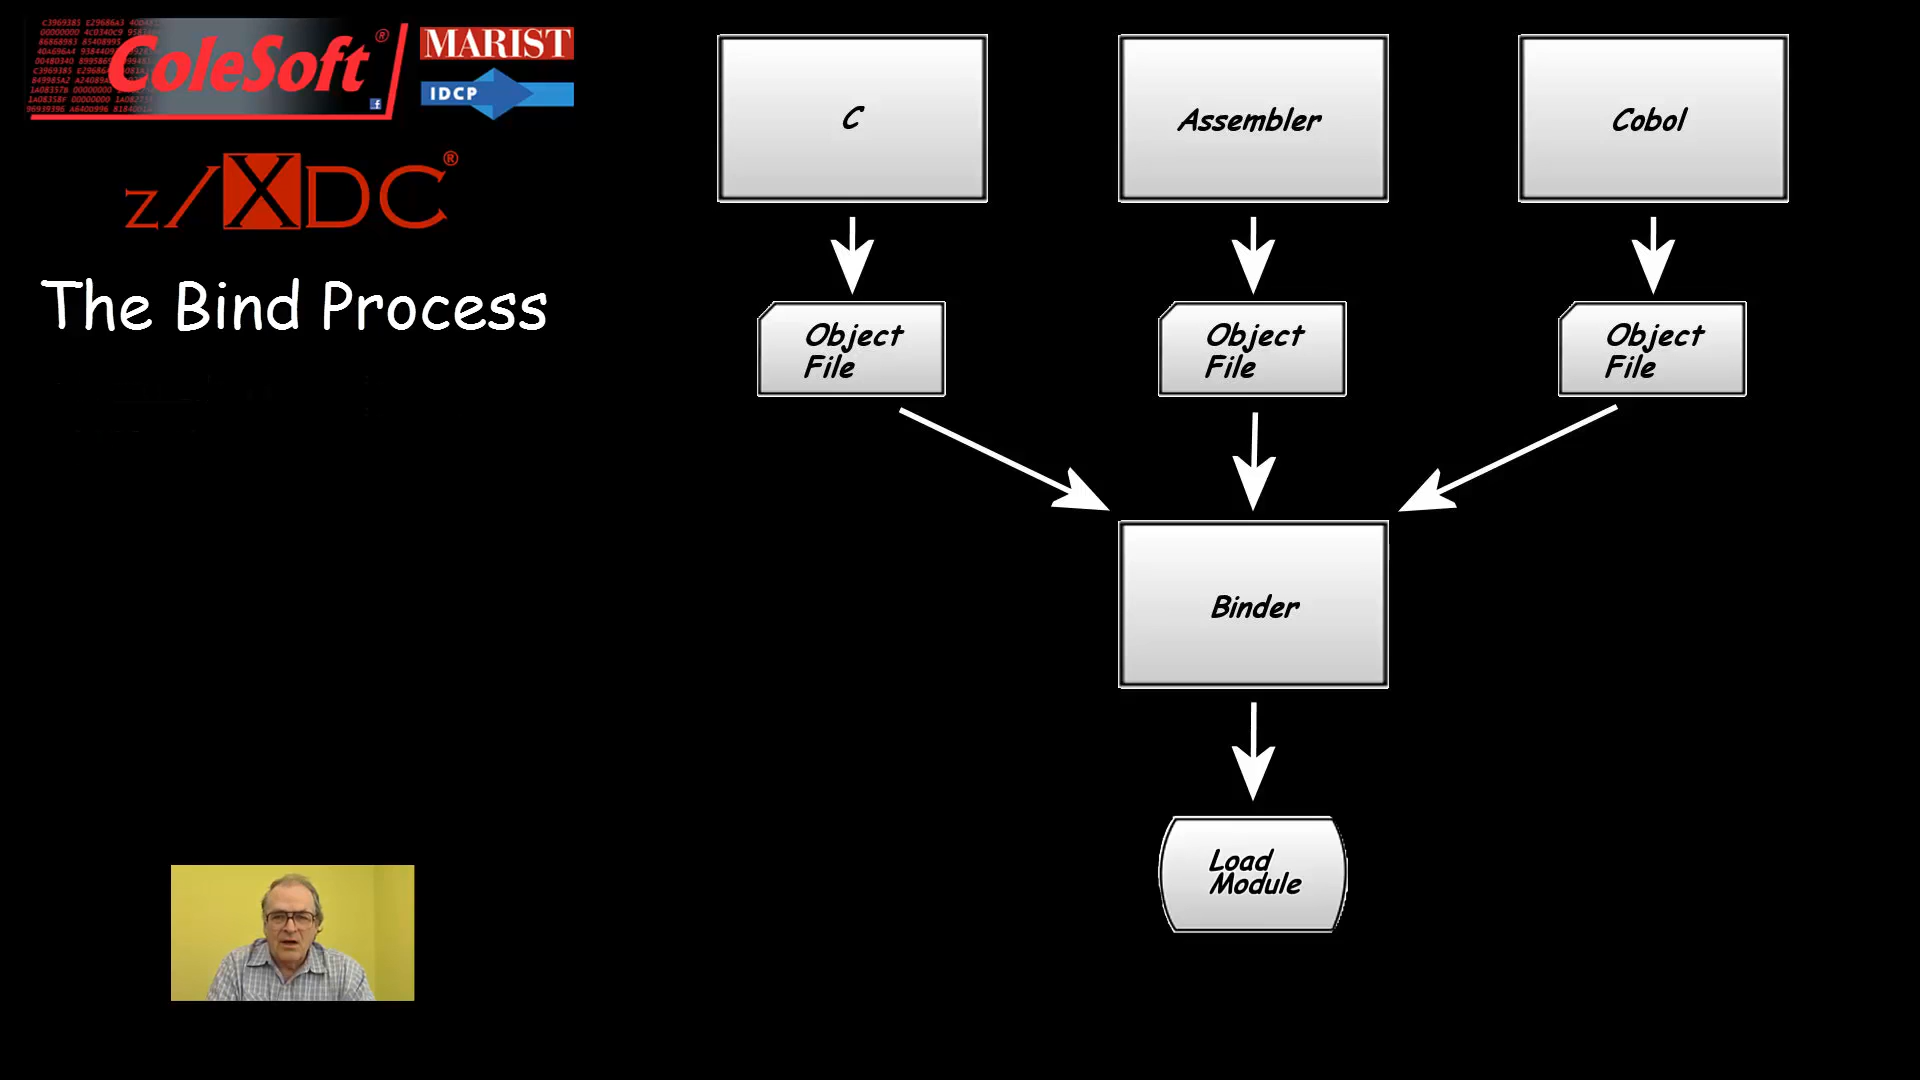 ColeSoft®
MARIST
IDCP
z/XDC®
The Bind Process
C
Assembler
Cobol
Object
File
Object
File
Object
File
Binder
Load
Module